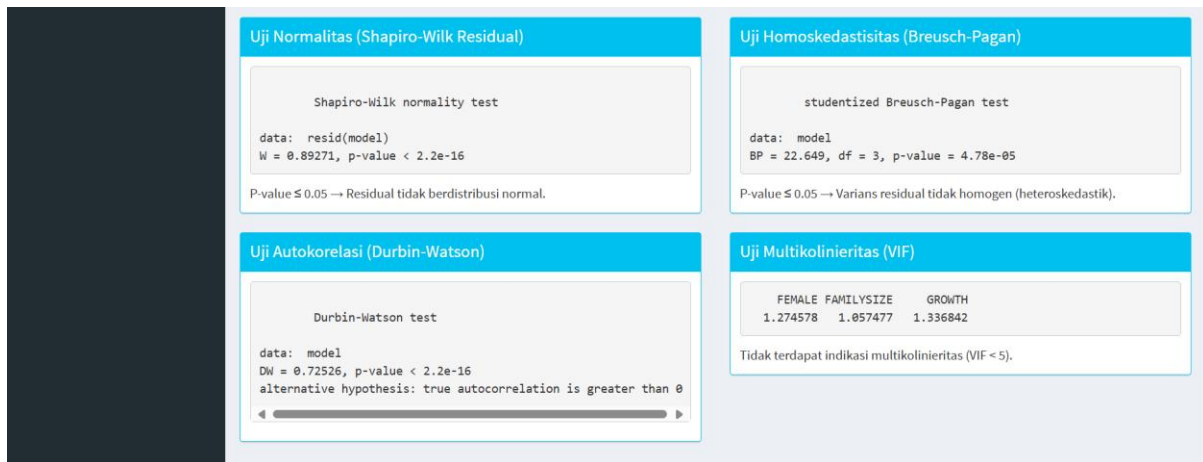 Uji Normalitas (Shapiro-Wilk Residual)
Shapiro-Wilk normality test
data: resid(model)
W = 0.89271, p-value < 2.2e-16
P-value ≤ 0.05 → Residual tidak berdistribusi normal.
Uji Homoskedastisitas (Breusch-Pagan)
studentized Breusch-Pagan test
data: model
BP = 22.649, df = 3, p-value = 4.78e-05
P-value ≤ 0.05 → Varians residual tidak homogen (heteroskedastik).
Uji Autokorelasi (Durbin-Watson)
Durbin-Watson test
data: model
DW = 0.72526, p-value < 2.2e-16
alternative hypothesis: true autocorrelation is greater than 0
Uji Multikolinieritas (VIF)
FEMALE FAMILYSIZE GROWTH
1.274578 1.057477 1.336842
Tidak terdapat indikasi multikolinieritas (VIF < 5).